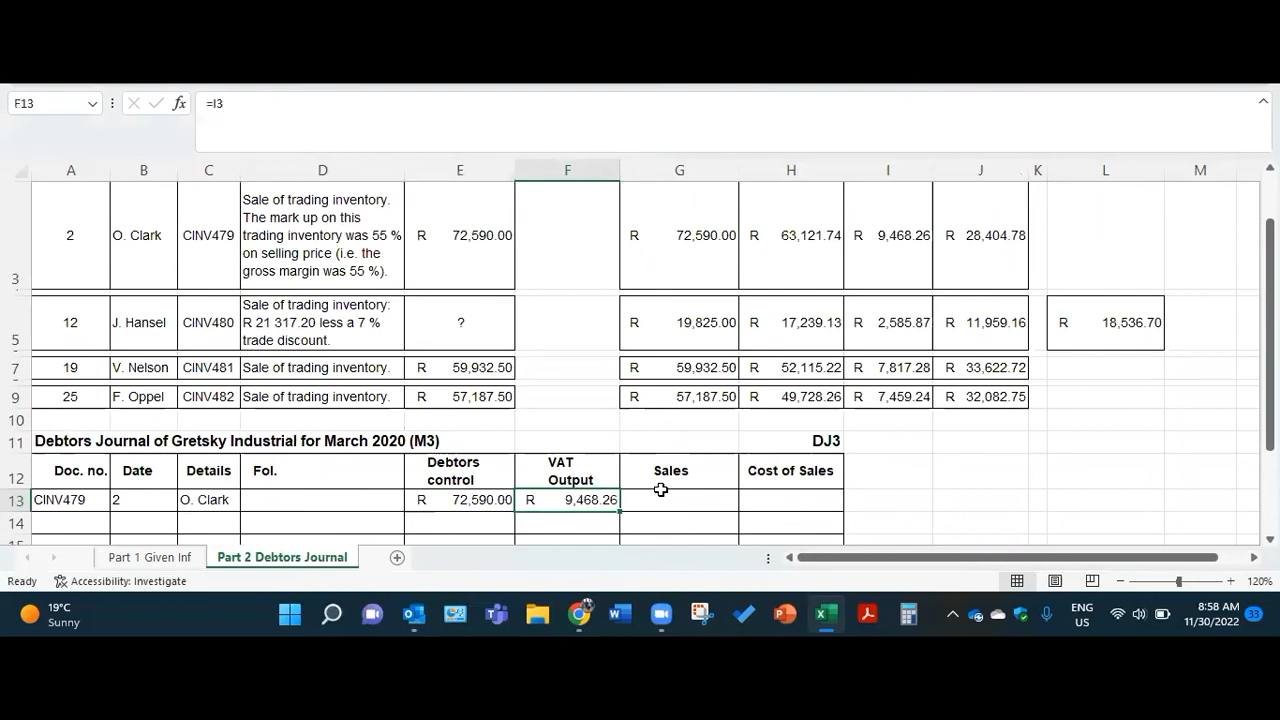 F13
fx
=I3
A B C D E F G H I J K L M
Sale of trading inventory.
The mark up on this
trading inventory was 55 %
on selling price (i.e. the
gross margin was 55 %).
3 2 O. Clark CINV479 R 72,590.00 R 72,590.00 R 63,121.74 R 9,468.26 R 28,404.78
Sale of trading inventory:
R 21 317.20 less a 7 %
trade discount.
5 12 J. Hansel CINV480 ? R 19,825.00 R 17,239.13 R 2,585.87 R 11,959.16 R 18,536.70
7 19 V. Nelson CINV481 Sale of trading inventory. R 59,932.50 R 59,932.50 R 52,115.22 R 7,817.28 R 33,622.72
9 25 F. Oppel CINV482 Sale of trading inventory. R 57,187.50 R 57,187.50 R 49,728.26 R 7,459.24 R 32,082.75
10
11 Debtors Journal of Gretsky Industrial for March 2020 (M3) DJ3
12 Doc. no. Date Details Fol. Debtors control VAT Output Sales Cost of Sales
13 CINV479 2 O. Clark R 72,590.00 R 9,468.26
14
Part 1 Given Inf Part 2 Debtors Journal
Ready Accessibility: Investigate 120%
19°C
Sunny
ENG
US
8:58 AM
11/30/2022
33